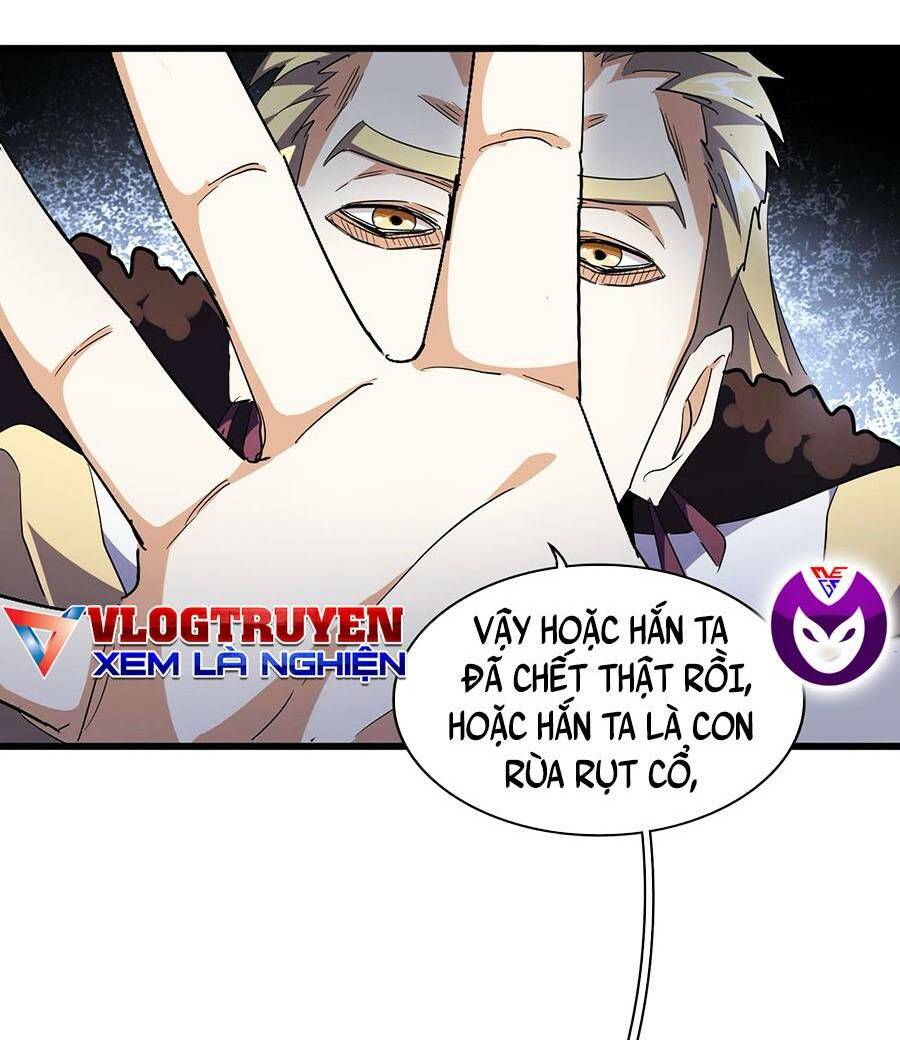 VLOGTRUYEN
XEM LÀ NGHIỆN
VẬY HOẶC HẮN TA
ĐÃ CHẾT THẬT RỒI,
HOẶC HẮN TA LÀ CON
RÙA RỤT CỔ,